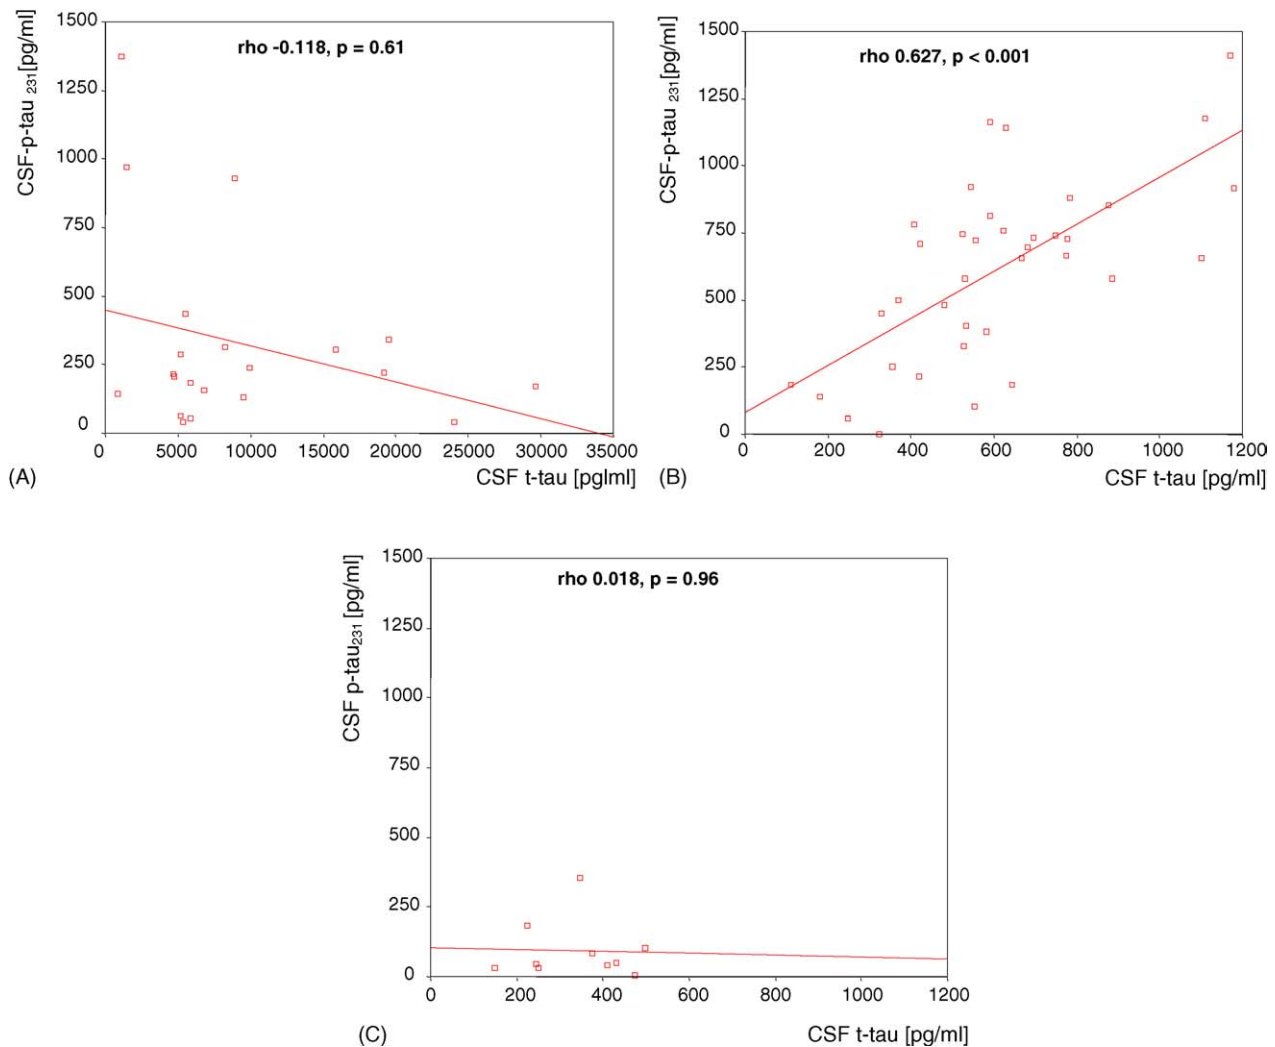 rho -0.118, p = 0.61
CSF-p-tau 231[pg/ml]
1500
1250
1000
750
500
250
0
0 5000 10000 15000 20000 25000 30000 35000
CSF t-tau [pglml]
(A)
rho 0.627, p < 0.001
CSF-p-tau 231[pg/ml]
1500
1250
1000
750
500
250
0
0 200 400 600 800 1000 1200
CSF t-tau [pg/ml]
(B)
rho 0.018, p = 0.96
CSF p-tau231 [pg/ml]
1500
1250
1000
750
500
250
0
0 200 400 600 800 1000 1200
CSF t-tau [pg/ml]
(C)